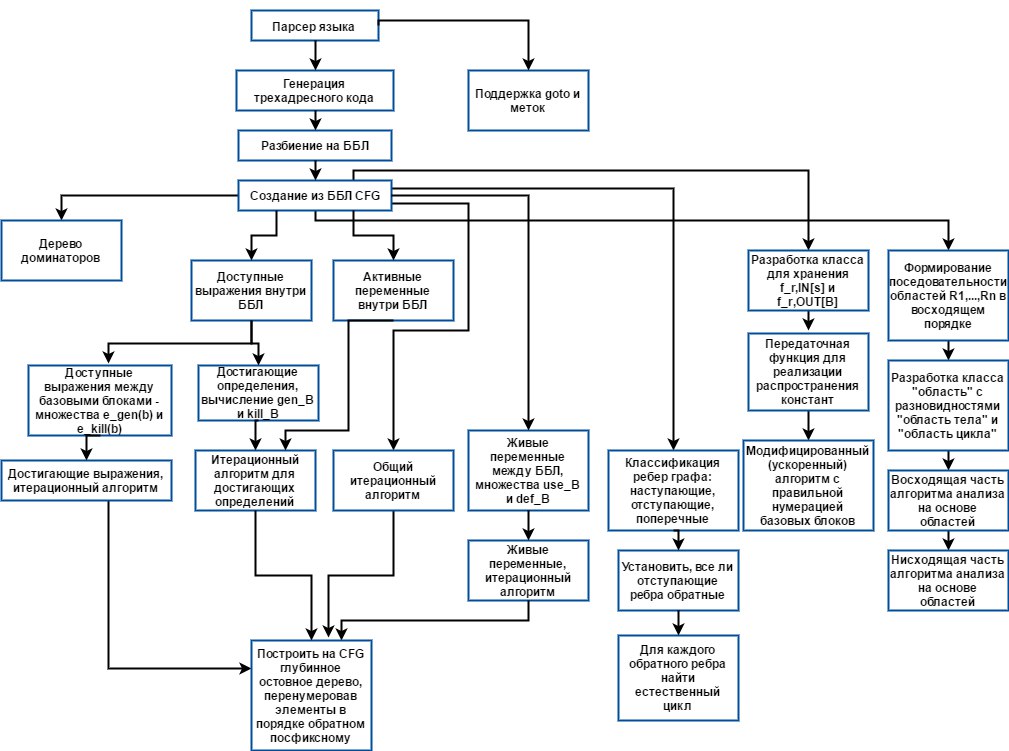 Парсер языка
Генерация
трехадресного кода
Поддержка goto и
меток
Разбиение на ББЛ
Создание из ББЛ CFG
Дерево
доминаторов
Доступные
выражения внутри
ББЛ
Активные
переменные
внутри ББЛ
Разработка класса
для хранения
f_r,IN[s] и
f_r,OUT[B]
Формирование
поседовательности
областей R1,...,Rn в
восходящем
порядке
Передаточная
функция для
реализации
распространения
констант
Доступные
выражения между
базовыми блоками -
множества e_gen(b) и
e_kill(b)
Достигающие
определения,
вычисление gen_B
и kill_B
Разработка класса
"область" с
разновидностями
"область тела" и
"область цикла"
Достигающие выражения,
итерационный алгоритм
Итерационный
алгоритм для
достигающих
определений
Общий
итерационный
алгоритм
Живые
переменные
между ББЛ,
множества use_B
и def_B
Классификация
ребер графа:
наступающие,
отступающие,
поперечные
Модифицированный
(ускоренный)
алгоритм с
правильной
нумерацией
базовых блоков
Восходящая часть
алгоритма анализа
на основе
областей
Живые
переменные,
итерационный
алгоритм
Установить, все ли
отступающие
ребра обратные
Нисходящая часть
алгоритма анализа
на основе
областей
Построить на CFG
глубинное
остовное дерево,
перенумеровав
элементы в
порядке обратном
посфиксному
Для каждого
обратного ребра
найти
естественный
цикл